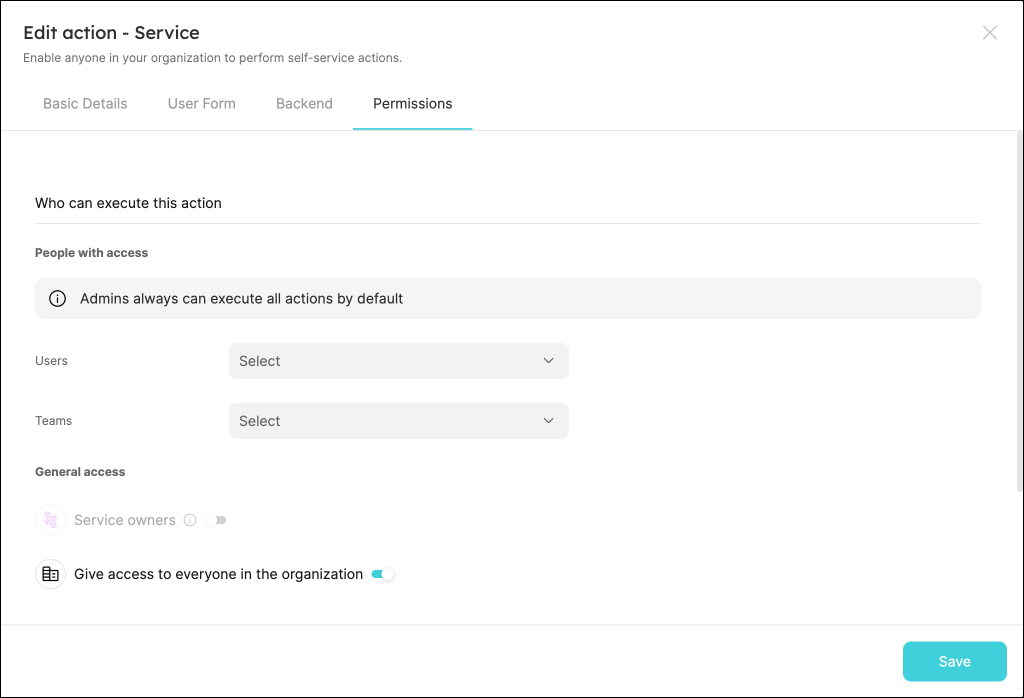 Edit action - Service
Enable anyone in your organization to perform self-service actions.
Basic Details User Form Backend Permissions
Who can execute this action
People with access
Admins always can execute all actions by default
Users Select
Teams Select
General access
Service owners
Give access to everyone in the organization
Save